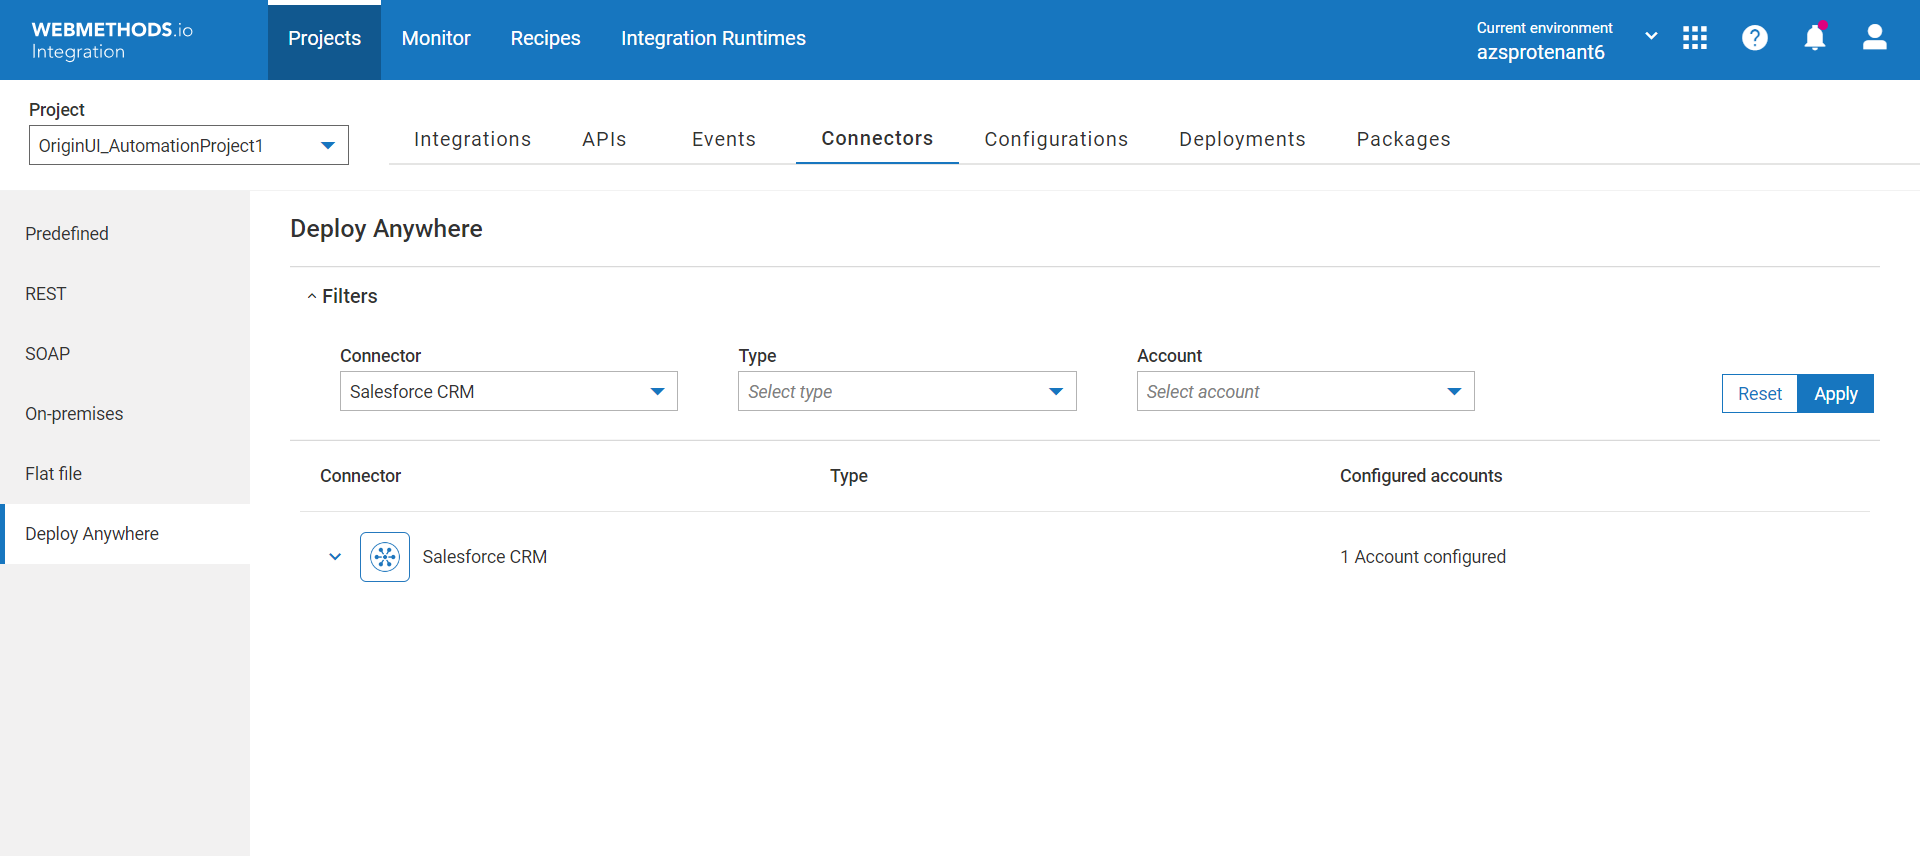 WEBMETHODS.io
Integration
Projects
Monitor
Recipes
Integration Runtimes
Current environment
azsprotenant6
Project
OriginUI_AutomationProject1
Integrations
APIs
Events
Connectors
Configurations
Deployments
Packages
Predefined
REST
SOAP
On-premises
Flat file
Deploy Anywhere
Deploy Anywhere
Filters
Connector
Type
Account
Salesforce CRM
Select type
Select account
Reset
Apply
Connector
Type
Configured accounts
Salesforce CRM
1 Account configured